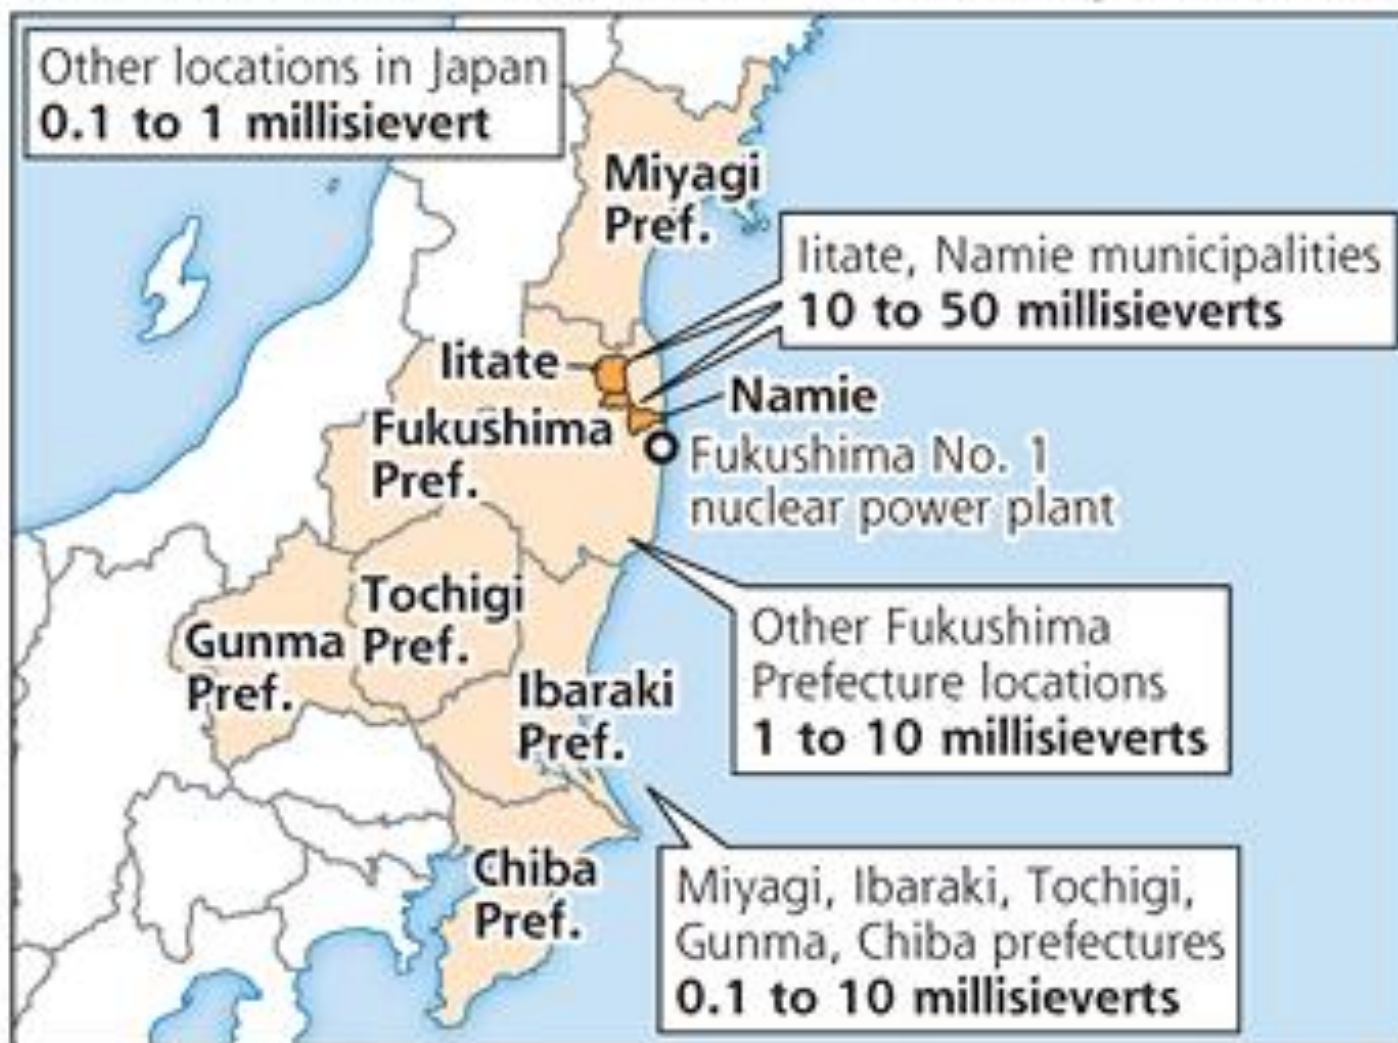 Other locations in Japan
0.1 to 1 millisievert
Miyagi
Pref.
Iitate, Namie municipalities
10 to 50 millisieverts
Iitate
Namie
Fukushima
Pref.
Fukushima No. 1
nuclear power plant
Tochigi
Pref.
Gunma
Pref.
Ibaraki
Pref.
Other Fukushima
Prefecture locations
1 to 10 millisieverts
Chiba
Pref.
Miyagi, Ibaraki, Tochigi,
Gunma, Chiba prefectures
0.1 to 10 millisieverts